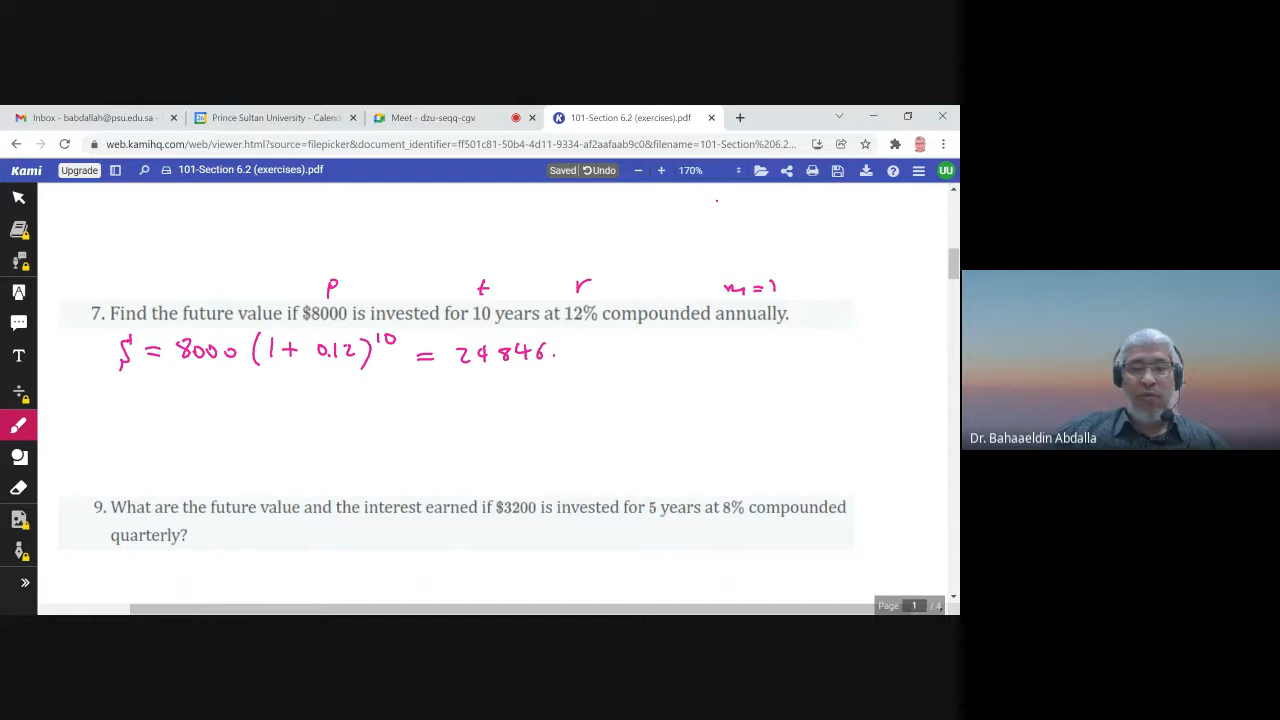 Inbox - babdallah@psu.edu.sa -
Prince Sultan University - Calend
Meet - dzu-seqq-cgv
101-Section 6.2 (exercises).pdf
web.kamihq.com/web/viewer.html?source=filepicker&document_identifier=ff501c81-50b4-4d11-9334-af2aafaab9c0&filename=101-Section%206.2...
Kami Upgrade 101-Section 6.2 (exercises).pdf Saved Undo 170% UU
P t r m = 1
7. Find the future value if $8000 is invested for 10 years at 12% compounded annually.
S = 8000 (1 + 0.12)^10 = 24 846.
Dr. Bahaaeldin Abdalla
9. What are the future value and the interest earned if $3200 is invested for 5 years at 8% compounded
quarterly?
Page 1 / 4